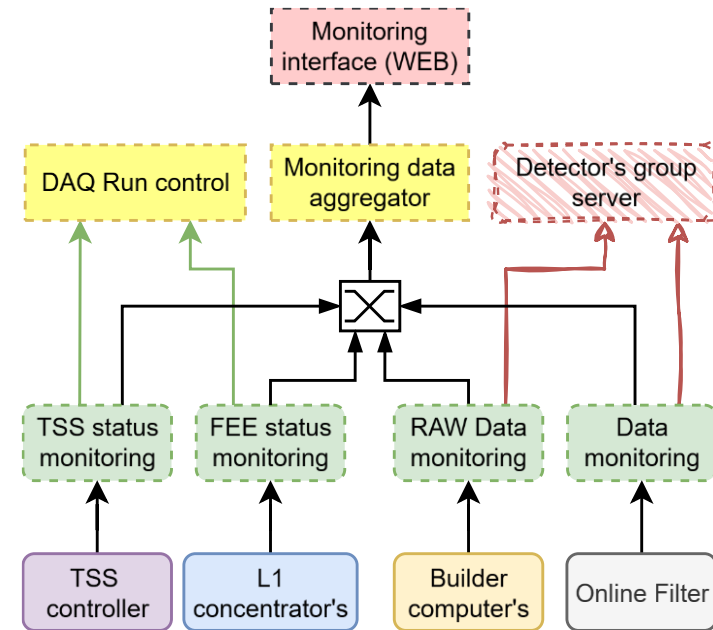 Monitoring
interface (WEB)
DAQ Run control
Monitoring data
aggregator
Detector's group
server
TSS status
monitoring
FEE status
monitoring
RAW Data
monitoring
Data
monitoring
TSS
controller
L1
concentrator's
Builder
computer's
Online Filter